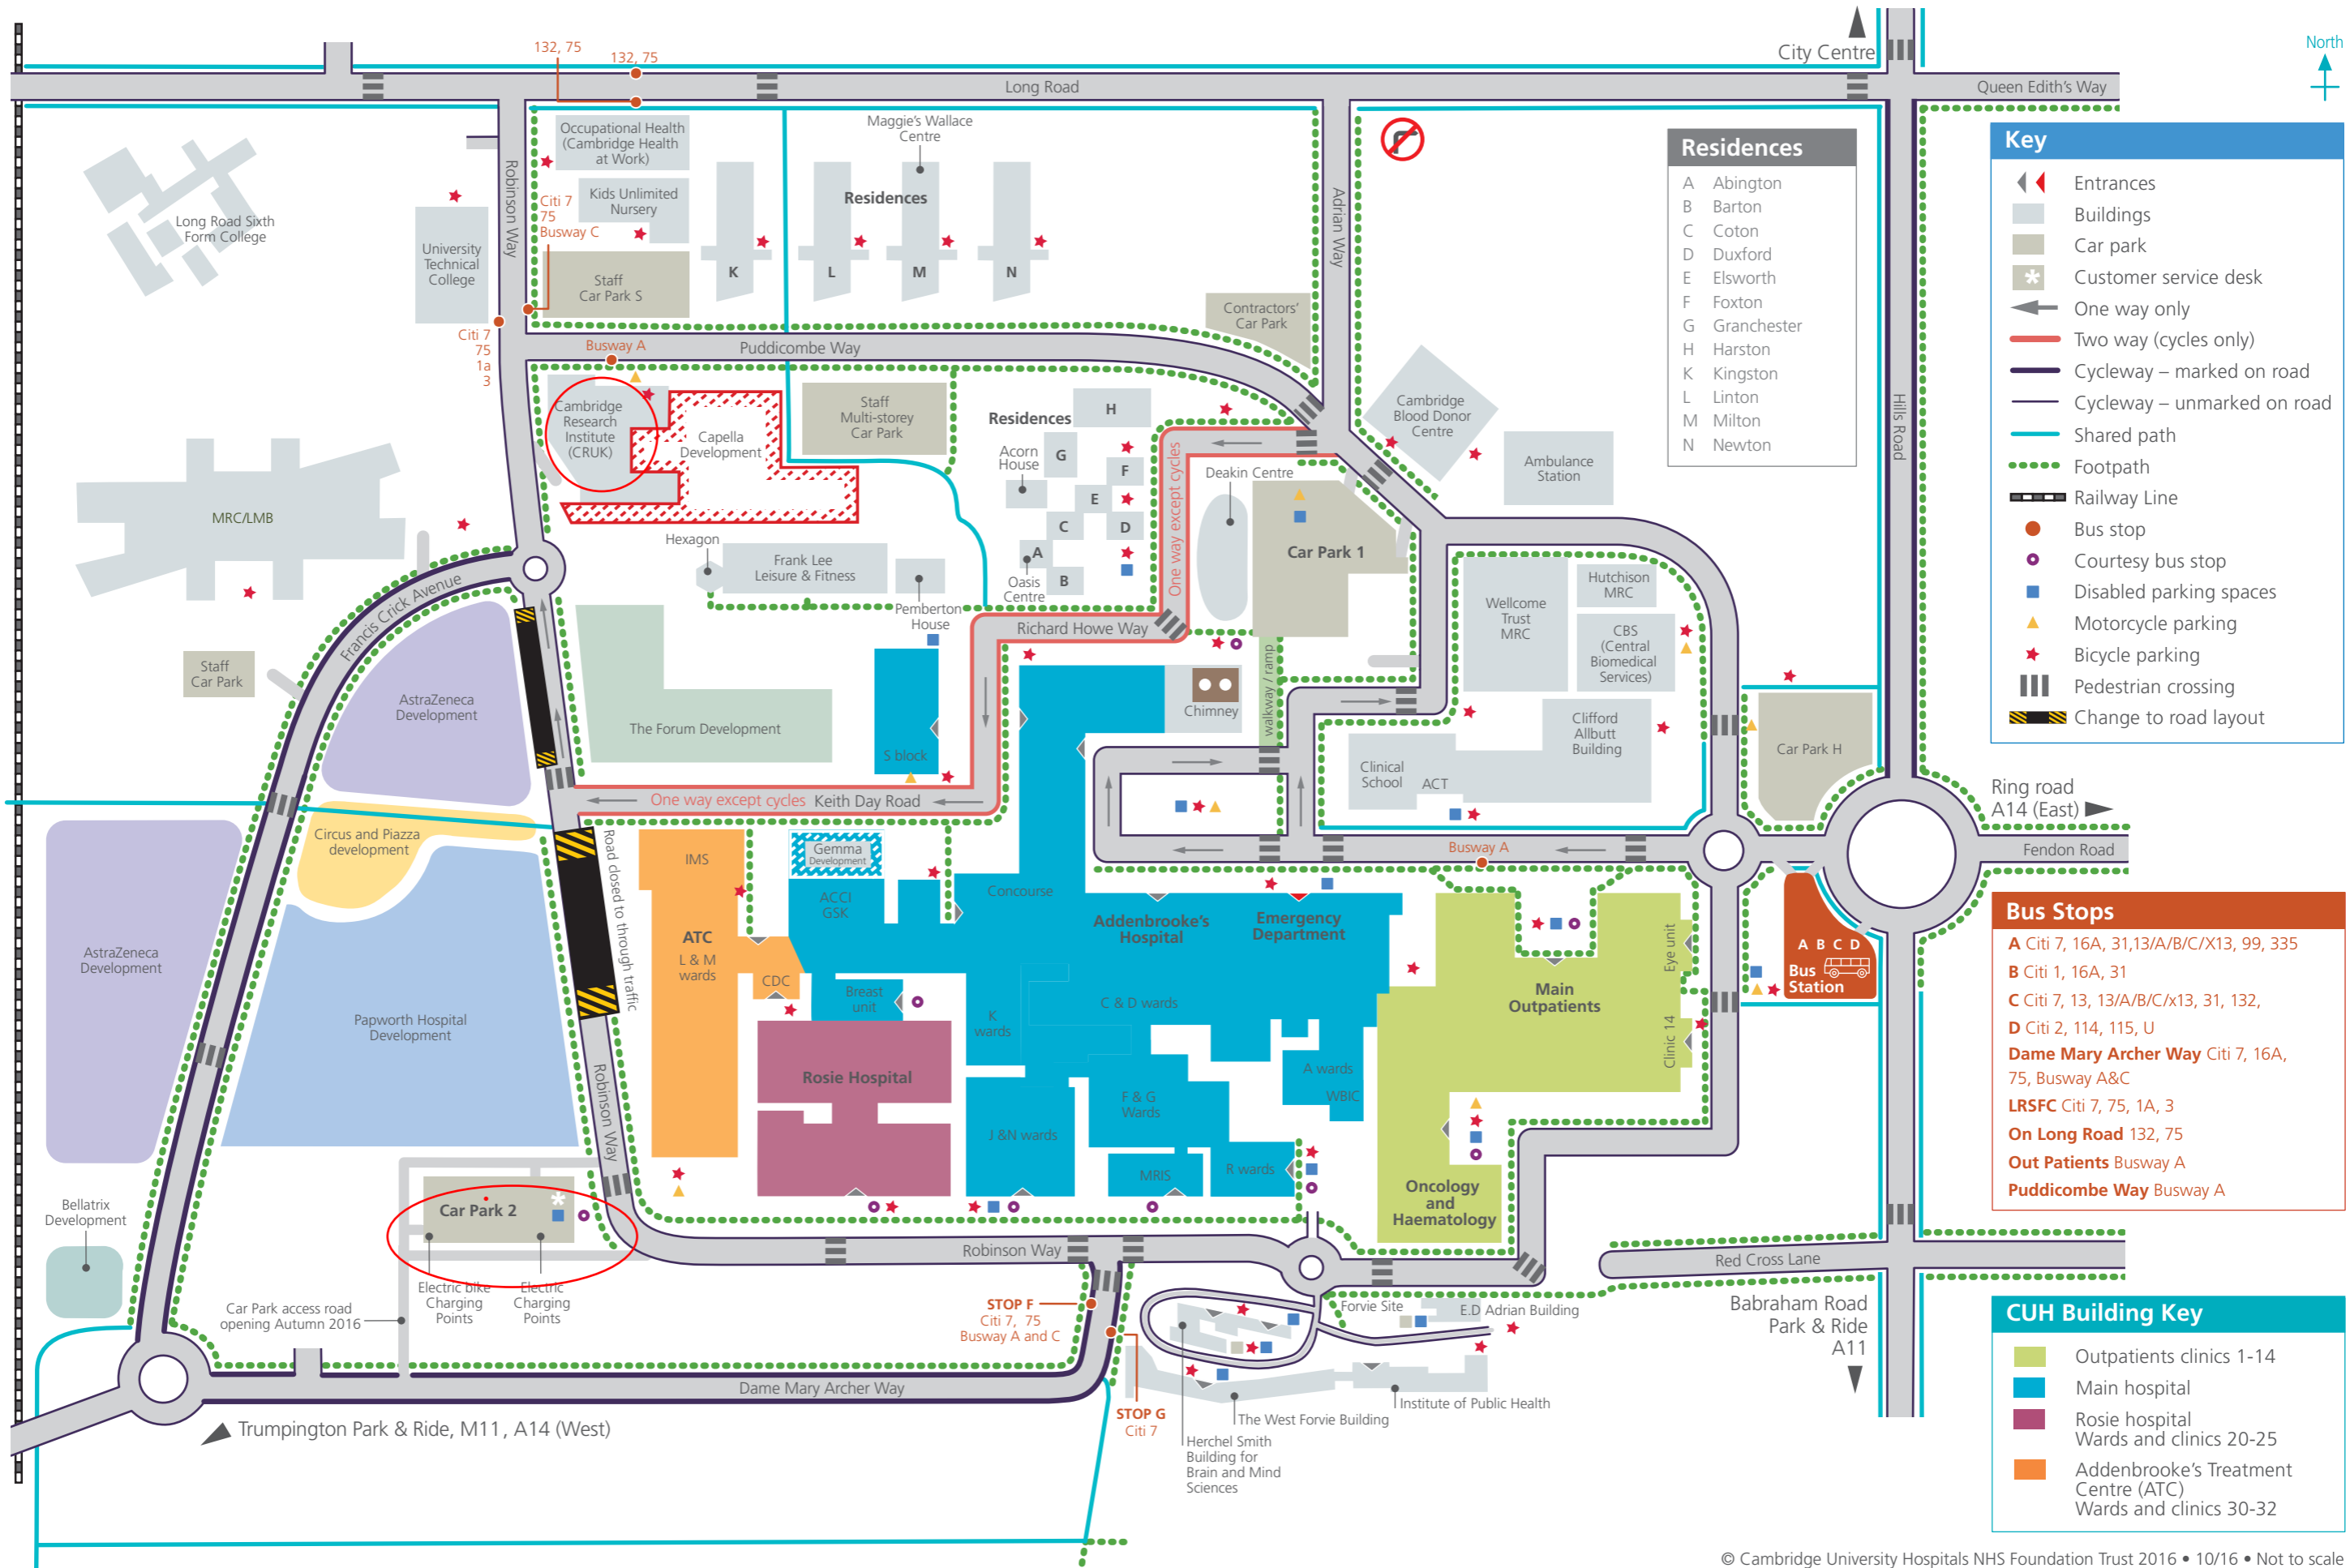 132, 75
132, 75
City Centre
North
Long Road
Queen Edith's Way
Occupational Health
(Cambridge Health
at Work)
Maggie's Wallace
Centre
Robinson Way
Kids Unlimited
Nursery
Residences
Adrian Way
Citi 7
75
Busway C
Long Road Sixth
Form College
University
Technical
College
Staff
Car Park S
K
L
M
N
Contractors'
Car Park
Citi 7
75
1a
3
Busway A
Puddicombe Way
Residences
A Abington
B Barton
C Coton
D Duxford
E Elsworth
F Foxton
G Granchester
H Harston
K Kingston
L Linton
M Milton
N Newton
Key
Entrances
Buildings
Car park
Customer service desk
One way only
Two way (cycles only)
Cycleway – marked on road
Cycleway – unmarked on road
Shared path
Footpath
Railway Line
Bus stop
Courtesy bus stop
Disabled parking spaces
Motorcycle parking
Bicycle parking
Pedestrian crossing
Change to road layout
Hills Road
Cambridge
Research
Institute
(CRUK)
Capella
Development
Staff
Multi-storey
Car Park
Residences
H
Acorn
House
G
F
E
C
D
A
B
Oasis
Centre
One way except cycles
Deakin Centre
Car Park 1
Cambridge
Blood Donor
Centre
Ambulance
Station
MRC/LMB
Hexagon
Frank Lee
Leisure & Fitness
Pemberton
House
Richard Howe Way
Wellcome
Trust
MRC
Hutchison
MRC
CBS
(Central
Biomedical
Services)
Francis Crick Avenue
Staff
Car Park
AstraZeneca
Development
The Forum Development
S block
Chimney
walkway / ramp
Clifford
Allbutt
Building
Clinical
School
ACT
Car Park H
Ring road
A14 (East)
One way except cycles
Keith Day Road
Circus and Piazza
development
Road closed to through traffic
IMS
Gemma
Development
ACCI
GSK
Concourse
Busway A
Fendon Road
AstraZeneca
Development
ATC
L & M
wards
CDC
Breast
unit
Addenbrooke's
Hospital
Emergency
Department
C & D wards
K
wards
Main
Outpatients
Eye unit
Clinic 14
A B C D
Bus
Station
Bus Stops
A Citi 7, 16A, 31,13/A/B/C/X13, 99, 335
B Citi 1, 16A, 31
C Citi 7, 13, 13/A/B/C/x13, 31, 132,
D Citi 2, 114, 115, U
Dame Mary Archer Way Citi 7, 16A,
75, Busway A&C
LRSFC Citi 7, 75, 1A, 3
On Long Road 132, 75
Out Patients Busway A
Puddicombe Way Busway A
Papworth Hospital
Development
Robinson Way
Rosie Hospital
A wards
WBIC
F & G
Wards
J &N wards
MRIS
R wards
Oncology
and
Haematology
Bellatrix
Development
Car Park 2
Electric bike
Charging
Points
Electric
Charging
Points
Car Park access road
opening Autumn 2016
Robinson Way
Red Cross Lane
STOP F
Citi 7, 75
Busway A and C
Forvie Site
E.D Adrian Building
Babraham Road
Park & Ride
A11
Dame Mary Archer Way
STOP G
Citi 7
The West Forvie Building
Institute of Public Health
Herchel Smith
Building for
Brain and Mind
Sciences
Trumpington Park & Ride, M11, A14 (West)
CUH Building Key
Outpatients clinics 1-14
Main hospital
Rosie hospital
Wards and clinics 20-25
Addenbrooke's Treatment
Centre (ATC)
Wards and clinics 30-32
© Cambridge University Hospitals NHS Foundation Trust 2016 • 10/16 • Not to scale